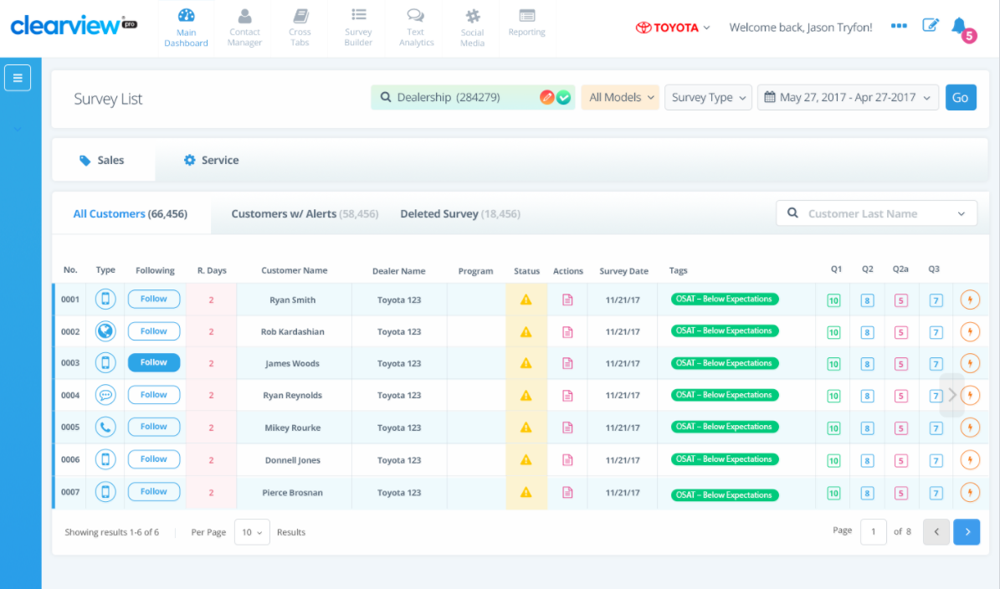 clearview pro
Main
Dashboard
Contact
Manager
Cross
Tabs
Survey
Builder
Text
Analytics
Social
Media
Reporting
TOYOTA
Welcome back, Jason Tryfon!
5
Survey List
Dealership (284279)
All Models
Survey Type
May 27, 2017 - Apr 27-2017
Go
Sales
Service
All Customers (66,456)
Customers w/ Alerts (58,456)
Deleted Survey (18,456)
Customer Last Name
No. Type Following R. Days Customer Name Dealer Name Program Status Actions Survey Date Tags Q1 Q2 Q2a Q3
0001 Follow 2 Ryan Smith Toyota 123 11/21/17 OSAT – Below Expectations 10 8 5 7
0002 Follow 2 Rob Kardashian Toyota 123 11/21/17 OSAT – Below Expectations 10 8 5 7
0003 Follow 2 James Woods Toyota 123 11/21/17 OSAT – Below Expectations 10 8 5 7
0004 Follow 2 Ryan Reynolds Toyota 123 11/21/17 OSAT – Below Expectations 10 8 5 7
0005 Follow 2 Mikey Rourke Toyota 123 11/21/17 OSAT – Below Expectations 10 8 5 7
0006 Follow 2 Donnell Jones Toyota 123 11/21/17 OSAT – Below Expectations 10 8 5 7
0007 Follow 2 Pierce Brosnan Toyota 123 11/21/17 OSAT – Below Expectations 10 8 5 7
Showing results 1-6 of 6
Per Page 10 Results
Page 1 of 8